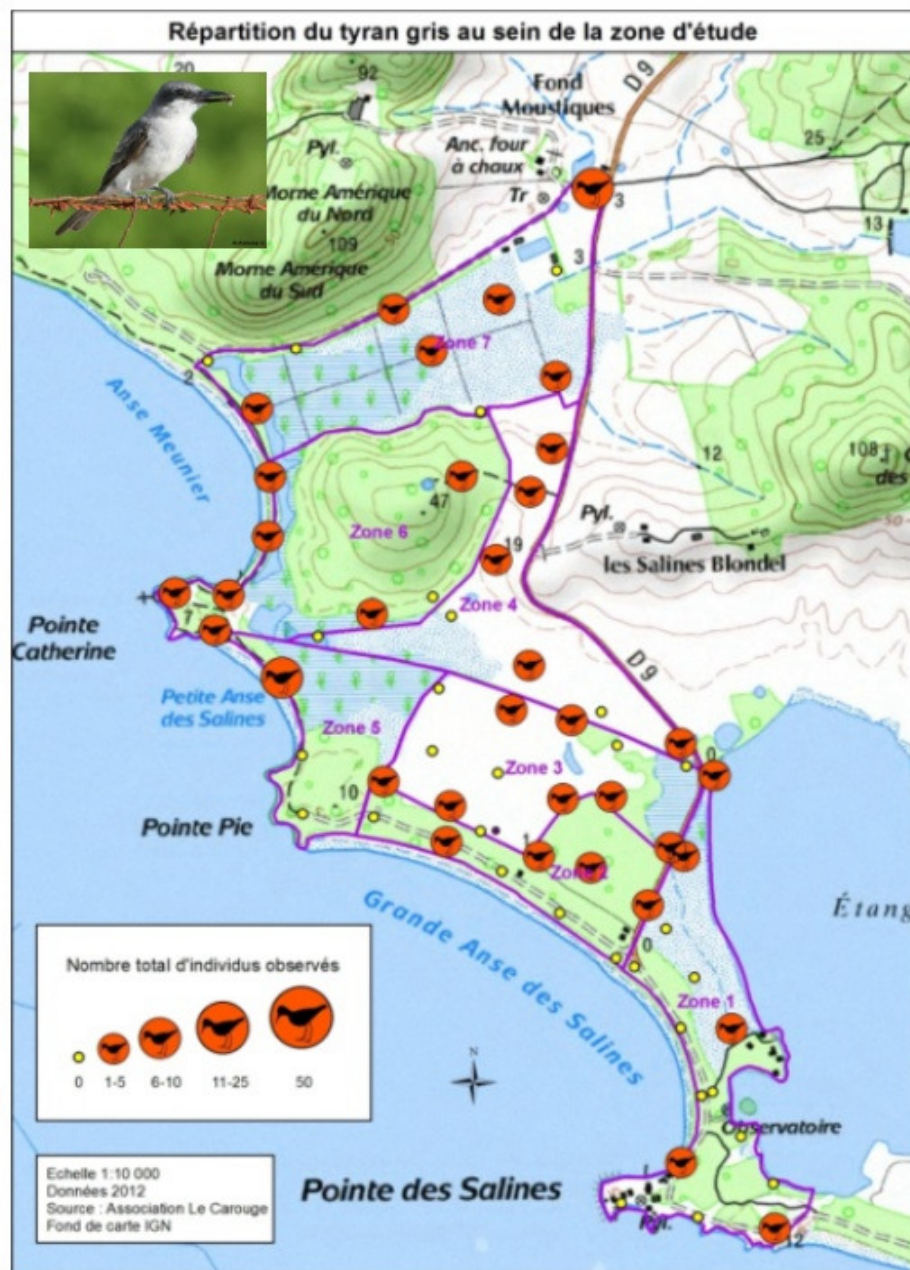 Répartition du tyran gris au sein de la zone d'étude
20
92
Fond
Moustiques
D 9
25
Anc. four
à chaux
Pyl.
Tr
3
Morne Amérique
du Nord
13
109
3
Morne Amérique
du Sud
Zone 7
2
Anse Meunier
12
108
47
Pyl.
Zone 6
19
les Salines Blondel
Zone 4
Pointe
Catherine
D 9
Petite Anse
des Salines
Zone 5
0
Zone 3
10
Pointe Pie
1
Zone 2
Étang
Grande Anse des Salines
0
Zone 1
Nombre total d'individus observés
0
1-5
6-10
11-25
50
N
Observatoire
Echelle 1:10 000
Données 2012
Source : Association Le Carouge
Fond de carte IGN
Pointe des Salines
Pyl.
12